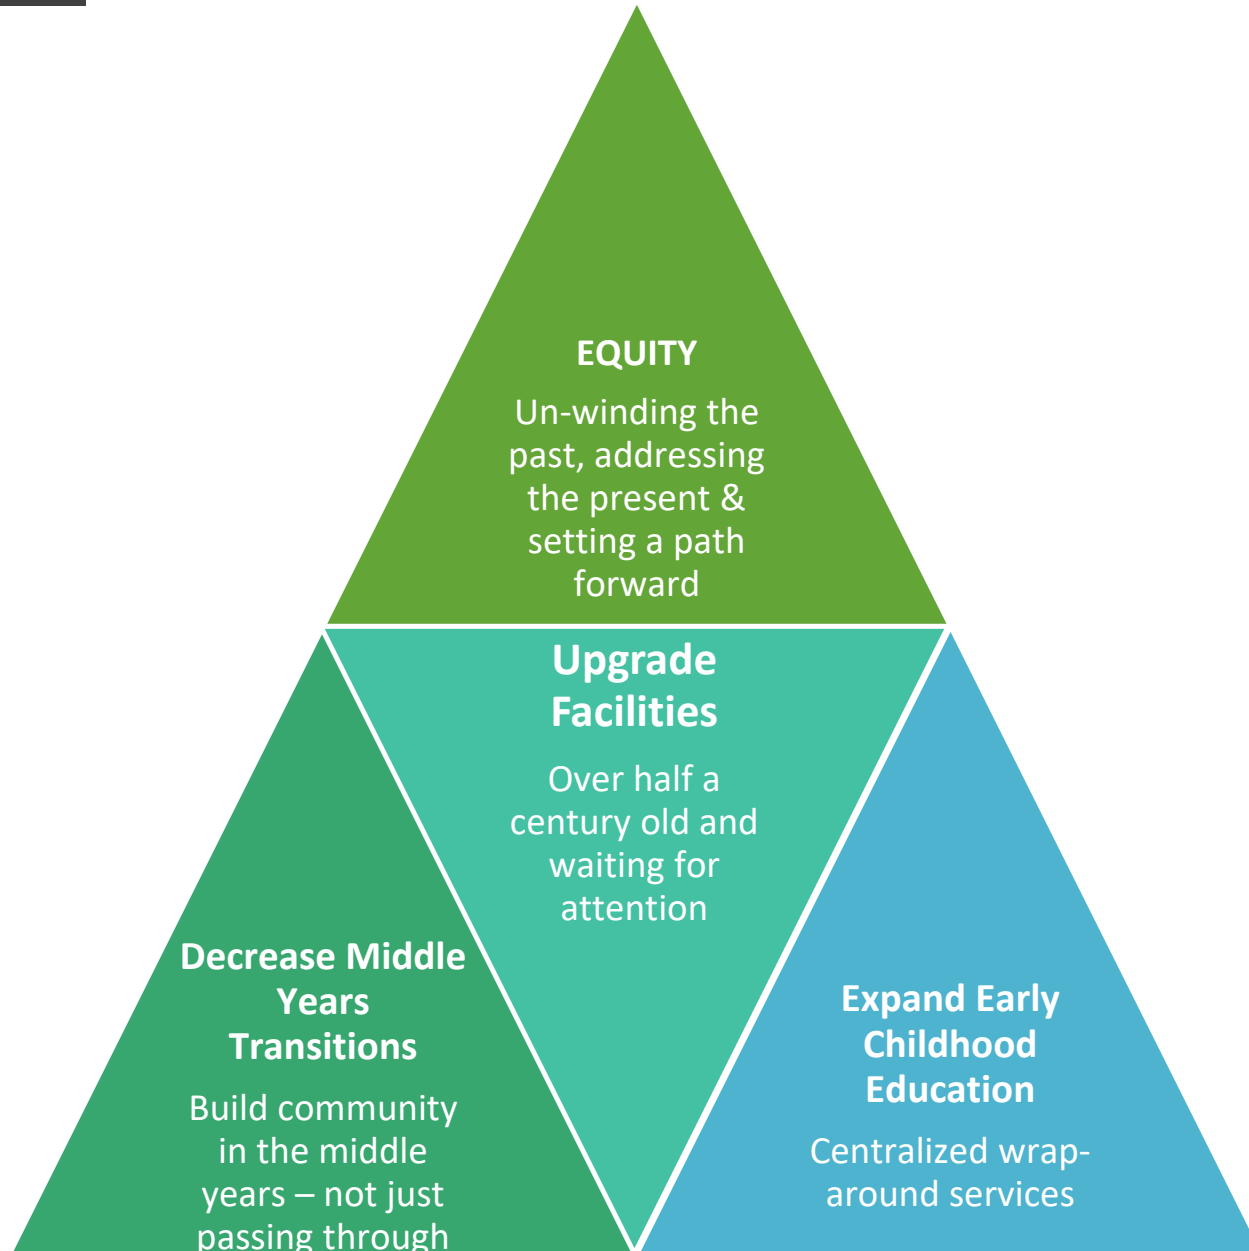 EQUITY
Un-winding the
past, addressing
the present &
setting a path
forward
Upgrade
Facilities
Over half a
century old and
waiting for
attention
Decrease Middle
Years
Transitions
Build community
in the middle
years – not just
passing through
Expand Early
Childhood
Education
Centralized wrap-
around services